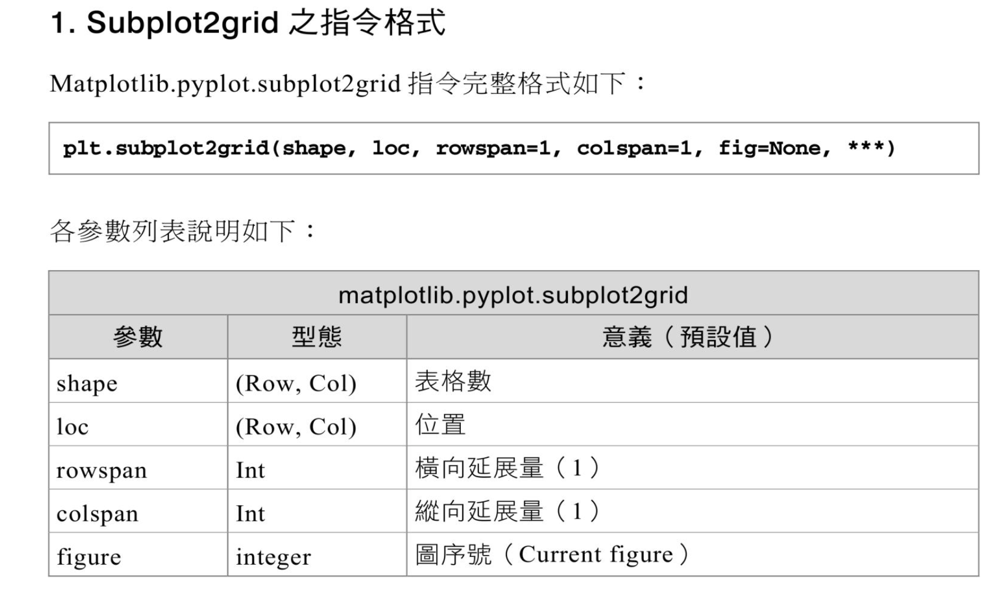 1. Subplot2grid 之指令格式
Matplotlib.pyplot.subplot2grid 指令完整格式如下：
plt.subplot2grid(shape, loc, rowspan=1, colspan=1, fig=None, ***)
各參數列表說明如下：
matplotlib.pyplot.subplot2grid
參數 型態 意義（預設值）
shape (Row, Col) 表格數
loc (Row, Col) 位置
rowspan Int 橫向延展量（1）
colspan Int 縱向延展量（1）
figure integer 圖序號（Current figure）